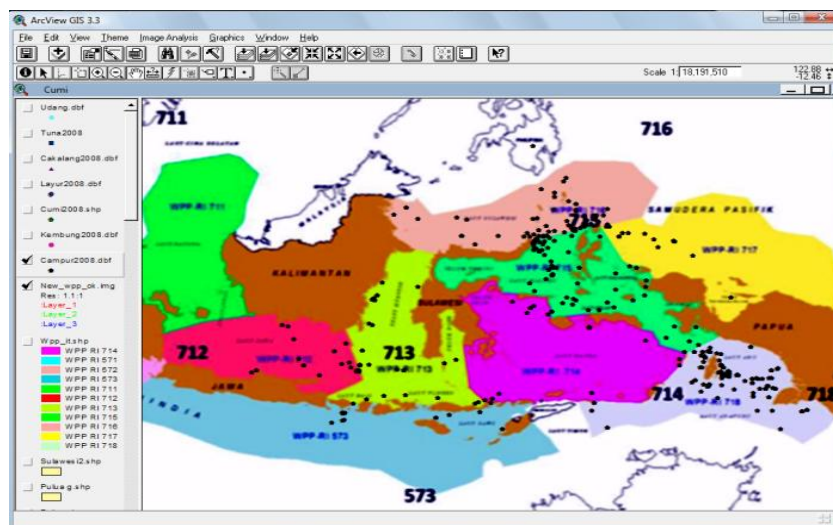 ArcView GIS 3.3
File Edit View Theme Image Analysis Graphics Window Help
Scale 1: 18,191,510
122.88
-12.46
Cumi
Udang.dbf
Tuna2008
Cakalang2008.dbf
Layur2008.dbf
Cumi2008.shp
Kembung2008.dbf
Campur2008.dbf
New_wpp_ok.img
Res: 1.1:1
:Layer_1
:Layer_2
:Layer_3
Wpp_it.shp
WPP RI 714
WPP RI 571
WPP RI 572
WPP RI 573
WPP RI 711
WPP RI 712
WPP RI 713
WPP RI 715
WPP RI 716
WPP RI 717
WPP RI 718
Sulawesi2.shp
711
716
WPP-RI 711
715
SAMUDERA PASIFIK
WPP-RI 717
KALIMANTAN
SULAWESI
PAPUA
712
713
WPP-RI 713
WPP-RI 714
JAWA
714
718
WPP-RI 718
INDIA
WPP-RI 573
573